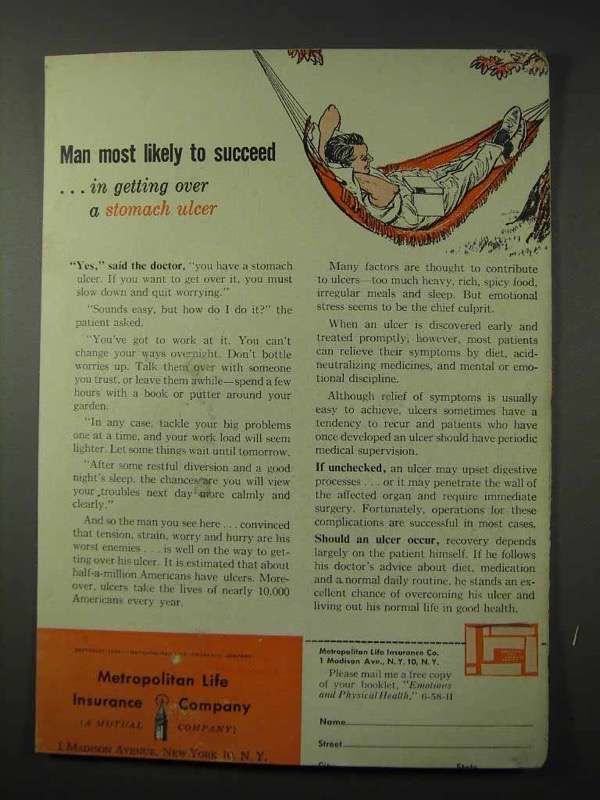 Man most likely to succeed
. . . in getting over
a stomach ulcer
"Yes," said the doctor, "you have a stomach
ulcer. If you want to get over it, you must
slow down and quit worrying."
"Sounds easy, but how do I do it?" the
patient asked.
"You've got to work at it. You can't
change your ways overnight. Don't bottle
worries up. Talk them over with someone
you trust, or leave them awhile—spend a few
hours with a book or putter around your
garden.
"In any case, tackle your big problems
one at a time, and your work load will seem
lighter. Let some things wait until tomorrow.
"After some restful diversion and a good
night's sleep, the chances are you will view
your troubles next day more calmly and
clearly."
And so the man you see here . . . convinced
that tension, strain, worry and hurry are his
worst enemies . . . is well on the way to get-
ting over his ulcer. It is estimated that about
half-a-million Americans have ulcers. More-
over, ulcers take the lives of nearly 10,000
Americans every year.
Many factors are thought to contribute
to ulcers—too much heavy, rich, spicy food,
irregular meals and sleep. But emotional
stress seems to be the chief culprit.
When an ulcer is discovered early and
treated promptly, however, most patients
can relieve their symptoms by diet, acid-
neutralizing medicines, and mental or emo-
tional discipline.
Although relief of symptoms is usually
easy to achieve, ulcers sometimes have a
tendency to recur and patients who have
once developed an ulcer should have periodic
medical supervision.
If unchecked, an ulcer may upset digestive
processes . . . or it may penetrate the wall of
the affected organ and require immediate
surgery. Fortunately, operations for these
complications are successful in most cases.
Should an ulcer occur, recovery depends
largely on the patient himself. If he follows
his doctor's advice about diet, medication
and a normal daily routine, he stands an ex-
cellent chance of overcoming his ulcer and
living out his normal life in good health.
METROPOLITAN LIFE INSURANCE COMPANY
Metropolitan Life
Insurance Company
(A MUTUAL COMPANY)
1 MADISON AVENUE, NEW YORK 10, N. Y.
Metropolitan Life Insurance Co.
1 Madison Ave., N. Y. 10, N. Y.
Please mail me a free copy
of your booklet, "Emotions
and Physical Health," 6-58-H
Name
Street
City State